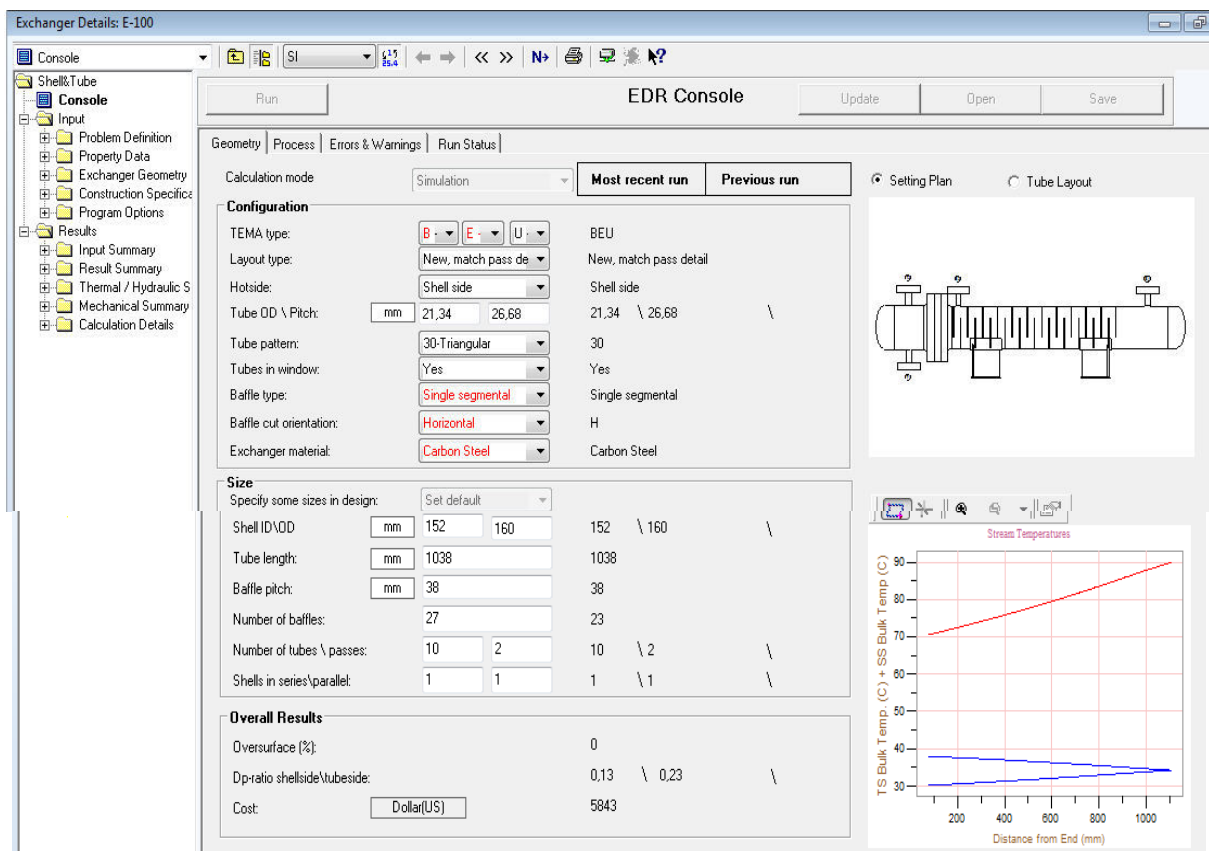 Exchanger Details: E-100
Console
SI
Shell&Tube
Console
Input
Problem Definition
Property Data
Exchanger Geometry
Construction Specifica
Program Options
Results
Input Summary
Result Summary
Thermal / Hydraulic S
Mechanical Summary
Calculation Details
Run
EDR Console
Update
Open
Save
Geometry
Process
Errors & Warnings
Run Status
Calculation mode
Simulation
Most recent run
Previous run
Setting Plan
Tube Layout
Configuration
TEMA type: B - E - U - BEU
Layout type: New, match pass de New, match pass detail
Hotside: Shell side Shell side
Tube OD \ Pitch: mm 21,34 26,68 21,34 \ 26,68 \
Tube pattern: 30-Triangular 30
Tubes in window: Yes Yes
Baffle type: Single segmental Single segmental
Baffle cut orientation: Horizontal H
Exchanger material: Carbon Steel Carbon Steel
Size
Specify some sizes in design: Set default
Shell ID\OD mm 152 160 152 \ 160 \
Tube length: mm 1038 1038
Baffle pitch: mm 38 38
Number of baffles: 27 23
Number of tubes \ passes: 10 2 10 \ 2 \
Shells in series\parallel: 1 1 1 \ 1 \
Overall Results
Oversurface (%): 0
Dp-ratio shellside\tubeside: 0,13 \ 0,23 \
Cost: Dollar(US) 5843
Stream Temperatures
TS Bulk Temp. (C) + SS Bulk Temp (C)
90
80
70
60
50
40
30
200 400 600 800 1000
Distance from End (mm)